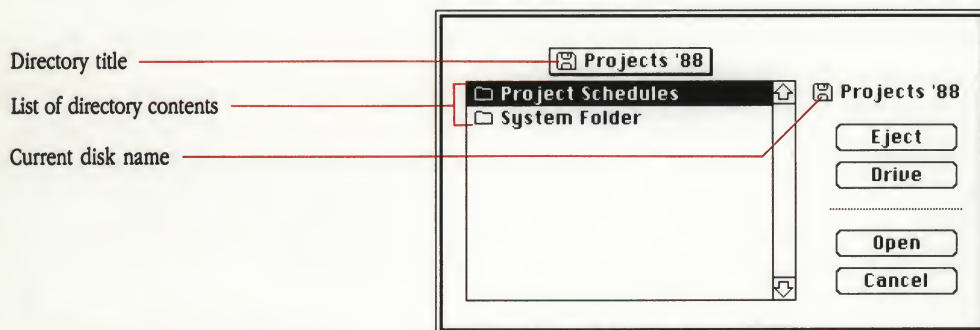 Directory title
List of directory contents
Current disk name
Projects '88
Project Schedules
System Folder
Projects '88
Eject
Drive
Open
Cancel